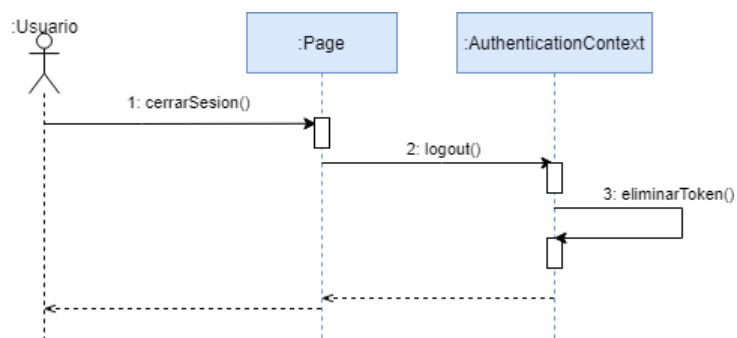 :Usuario
:Page
:AuthenticationContext
1: cerrarSesion()
2: logout()
3: eliminarToken()